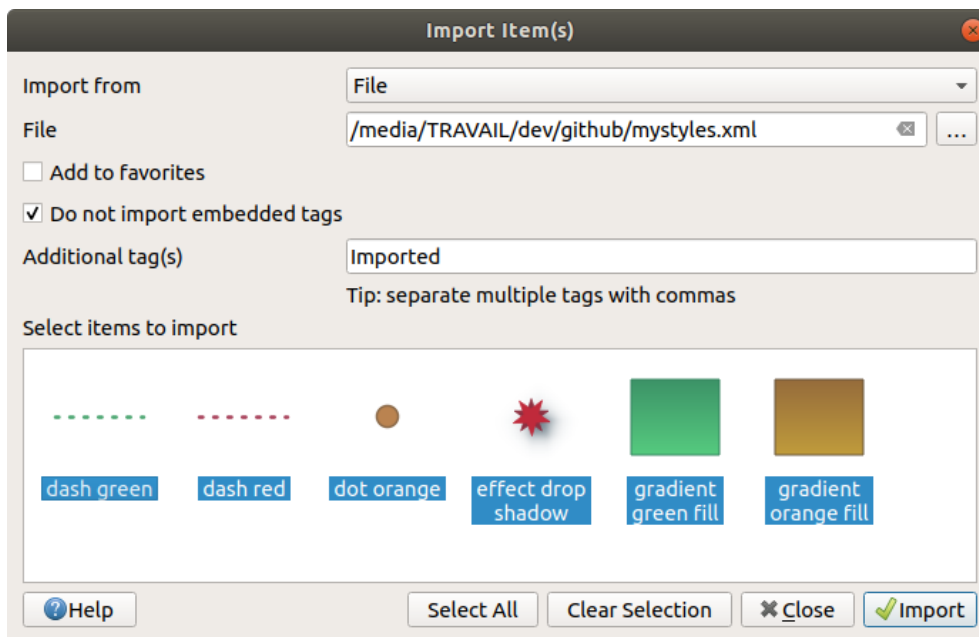 Import Item(s)
Import from
File
File
/media/TRAVAIL/dev/github/mystyles.xml
...
Add to favorites
Do not import embedded tags
Additional tag(s)
Imported
Tip: separate multiple tags with commas
Select items to import
dash green
dash red
dot orange
effect drop
shadow
gradient
green fill
gradient
orange fill
Help
Select All
Clear Selection
Close
Import